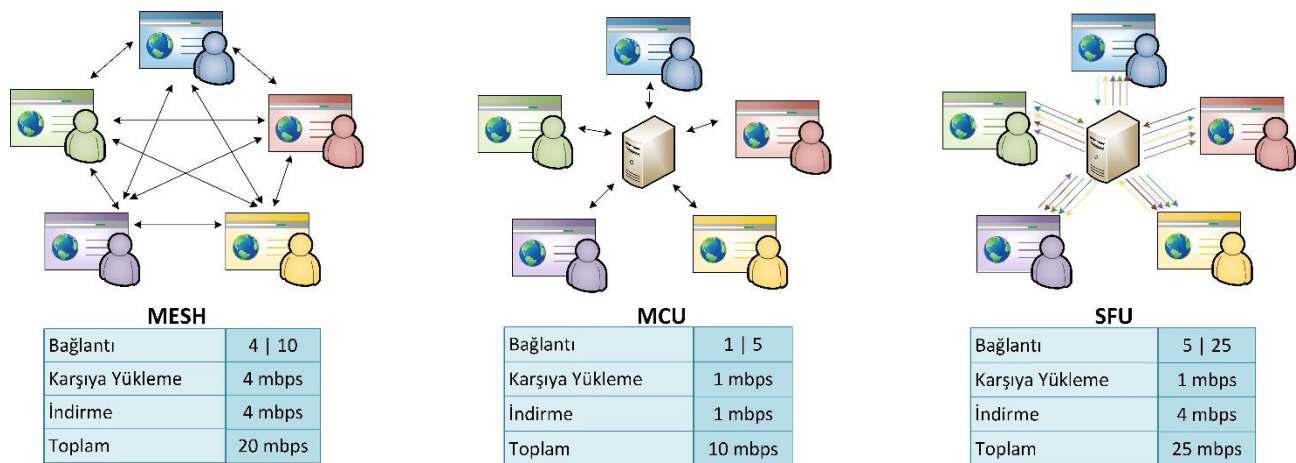 MESH
Bağlantı 4 | 10
Karşıya Yükleme 4 mbps
İndirme 4 mbps
Toplam 20 mbps
MCU
Bağlantı 1 | 5
Karşıya Yükleme 1 mbps
İndirme 1 mbps
Toplam 10 mbps
SFU
Bağlantı 5 | 25
Karşıya Yükleme 1 mbps
İndirme 4 mbps
Toplam 25 mbps